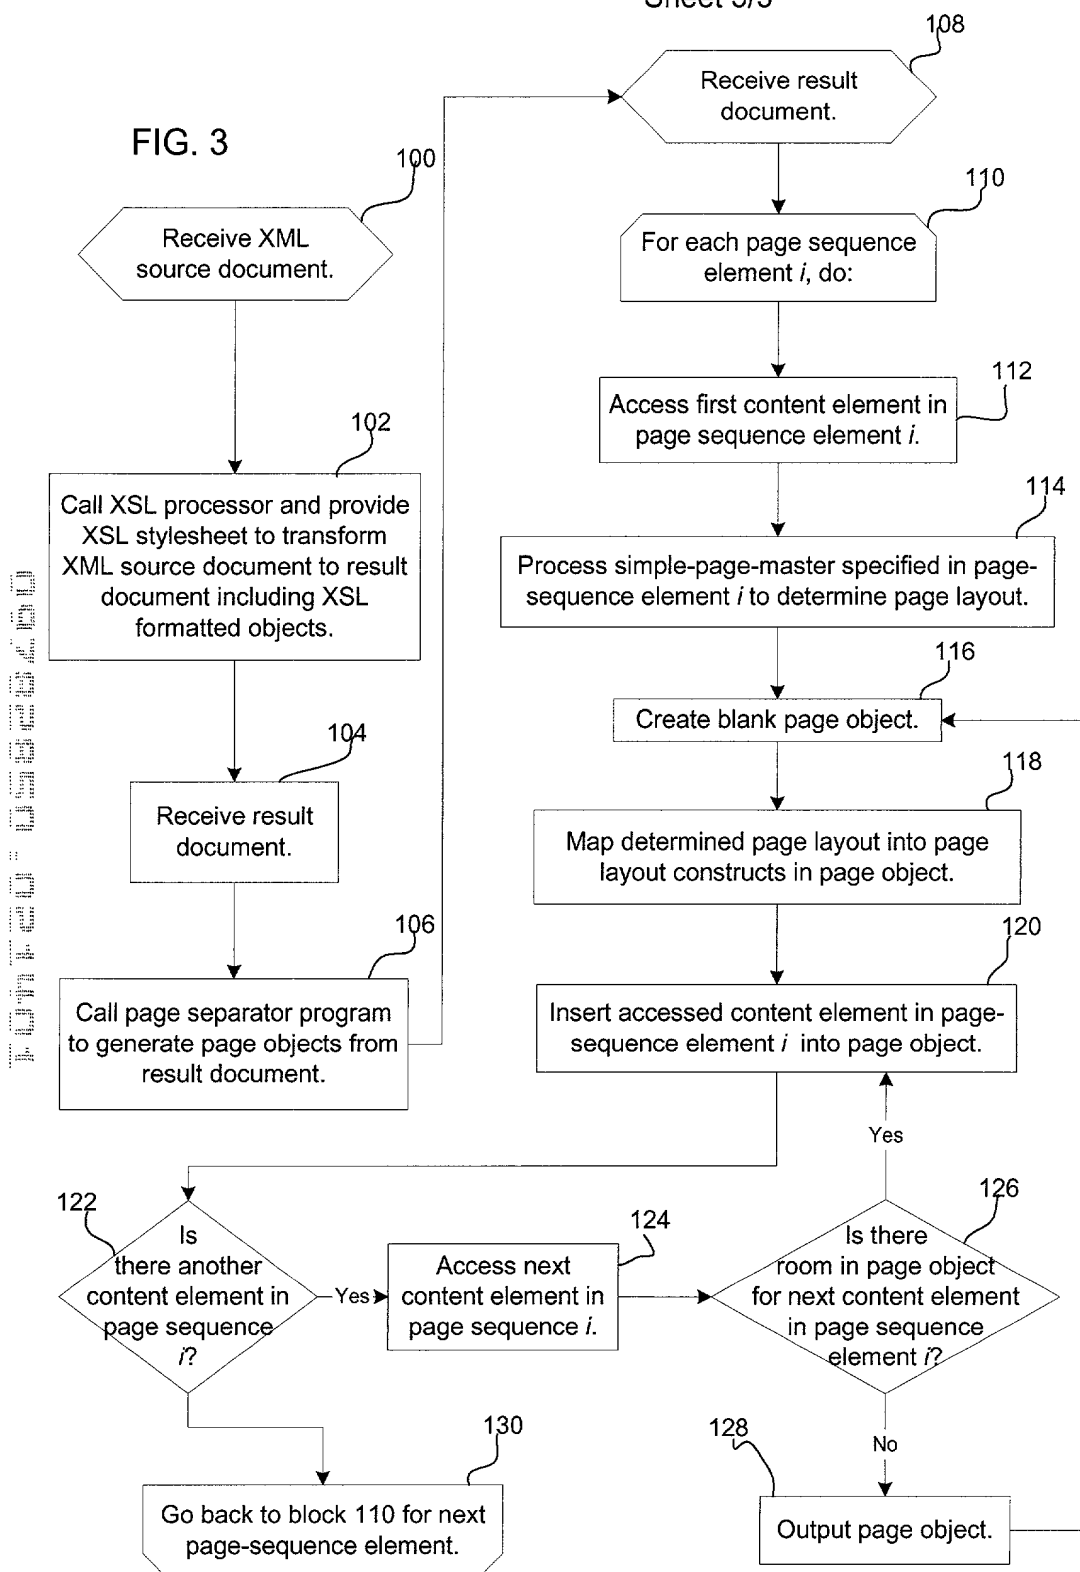 Sheet 3/3
FIG. 3
100
Receive XML
source document.
102
Call XSL processor and provide
XSL stylesheet to transform
XML source document to result
document including XSL
formatted objects.
104
Receive result
document.
106
Call page separator program
to generate page objects from
result document.
108
Receive result
document.
110
For each page sequence
element i, do:
112
Access first content element in
page sequence element i.
114
Process simple-page-master specified in page-
sequence element i to determine page layout.
116
Create blank page object.
118
Map determined page layout into page
layout constructs in page object.
120
Insert accessed content element in page-
sequence element i into page object.
122
Is
there another
content element in
page sequence
i?
Yes
124
Access next
content element in
page sequence i.
126
Is there
room in page object
for next content element
in page sequence
element i?
Yes
No
128
Output page object.
130
Go back to block 110 for next
page-sequence element.